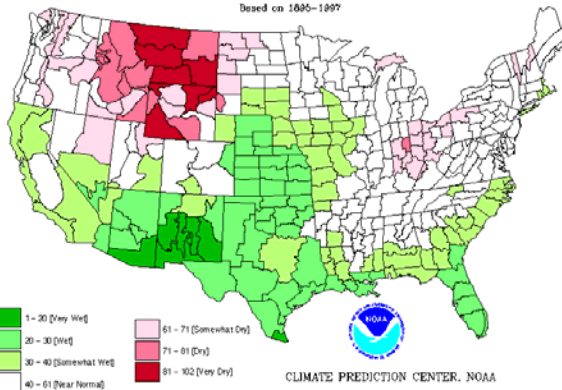 Based on 1895-1997
1 - 20 [Very Wet]
20 - 30 [Wet]
30 - 40 [Somewhat Wet]
40 - 61 [Near Normal]
61 - 71 [Somewhat Dry]
71 - 81 [Dry]
81 - 102 [Very Dry]
NOAA
CLIMATE PREDICTION CENTER, NOAA